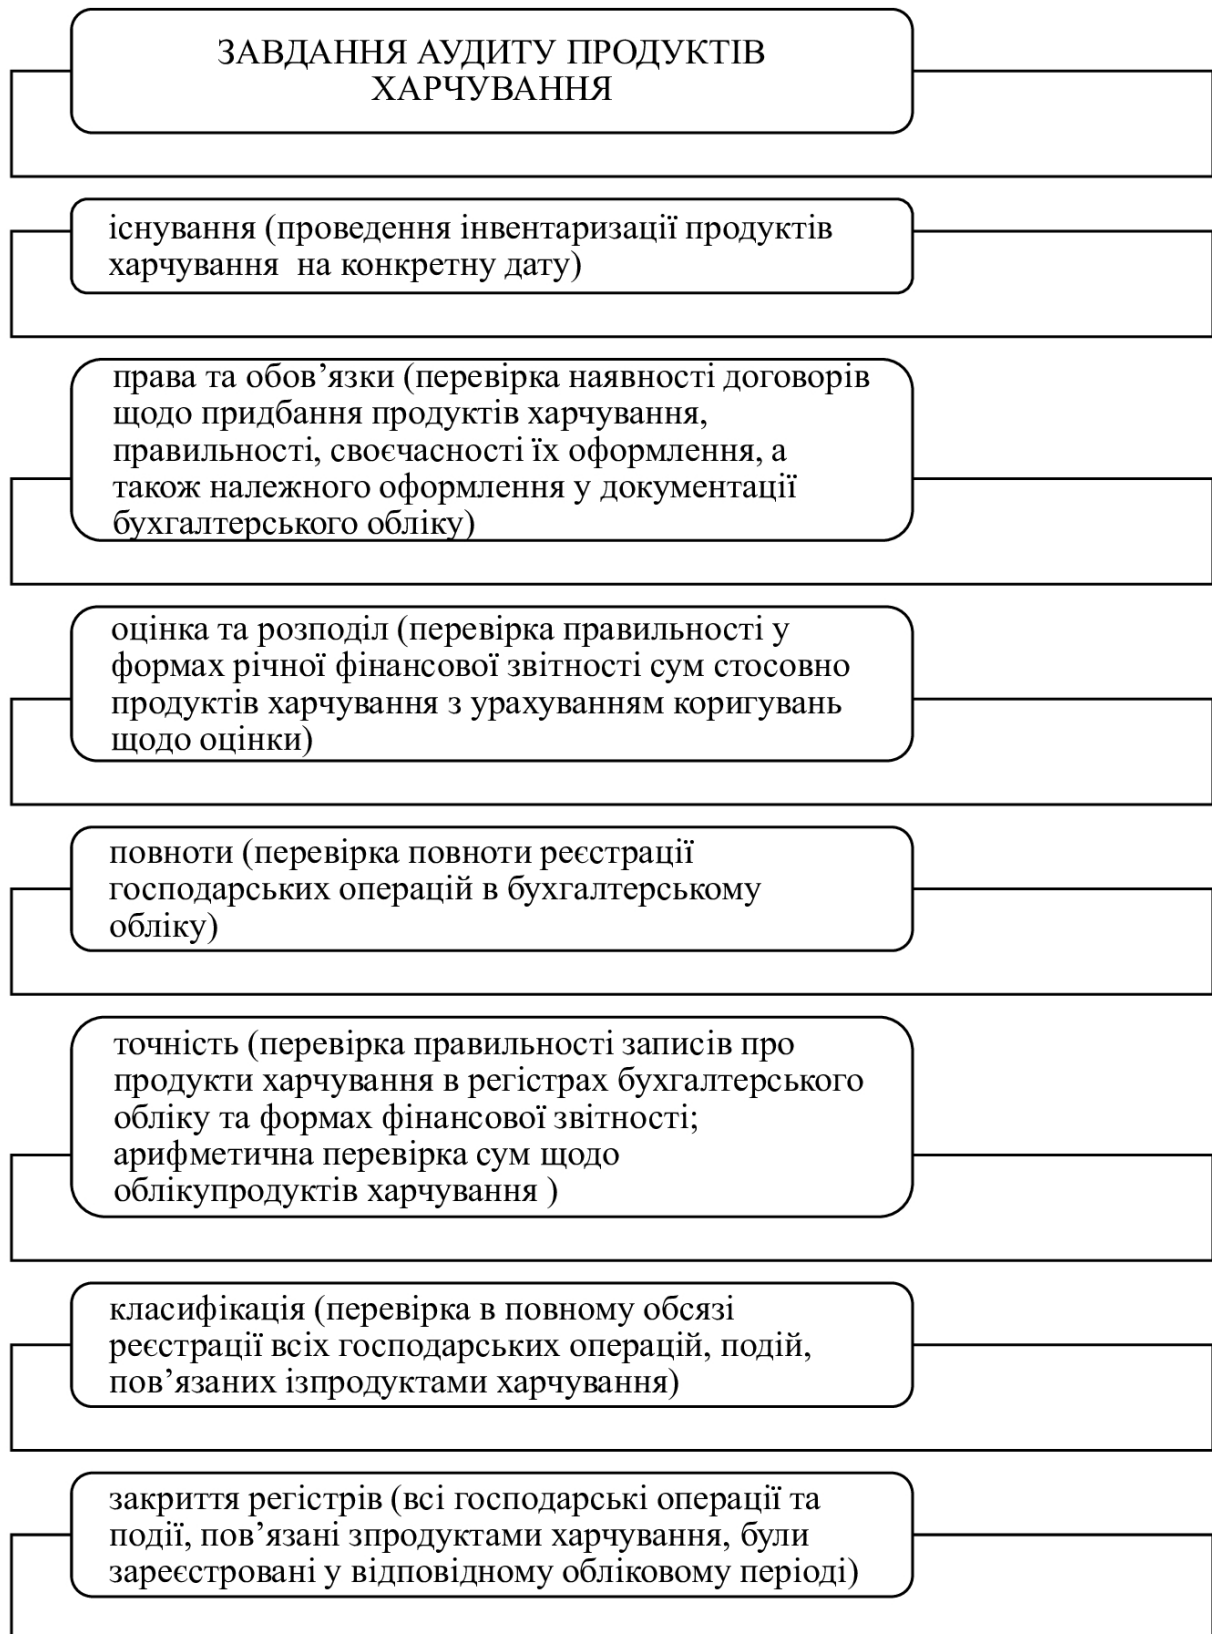 ЗАВДАННЯ АУДИТУ ПРОДУКТІВ
ХАРЧУВАННЯ
існування (проведення інвентаризації продуктів
харчування  на конкретну дату)
права та обов’язки (перевірка наявності договорів
щодо придбання продуктів харчування,
правильності, своєчасності їх оформлення, а
також належного оформлення у документації
бухгалтерського обліку)
оцінка та розподіл (перевірка правильності у
формах річної фінансової звітності сум стосовно
продуктів харчування з урахуванням коригувань
щодо оцінки)
повноти (перевірка повноти реєстрації
господарських операцій в бухгалтерському
обліку)
точність (перевірка правильності записів про
продукти харчування в регістрах бухгалтерського
обліку та формах фінансової звітності;
арифметична перевірка сум щодо
облікупродуктів харчування )
класифікація (перевірка в повному обсязі
реєстрації всіх господарських операцій, подій,
пов’язаних ізпродуктами харчування)
закриття регістрів (всі господарські операції та
події, пов’язані зпродуктами харчування, були
зареєстровані у відповідному обліковому періоді)